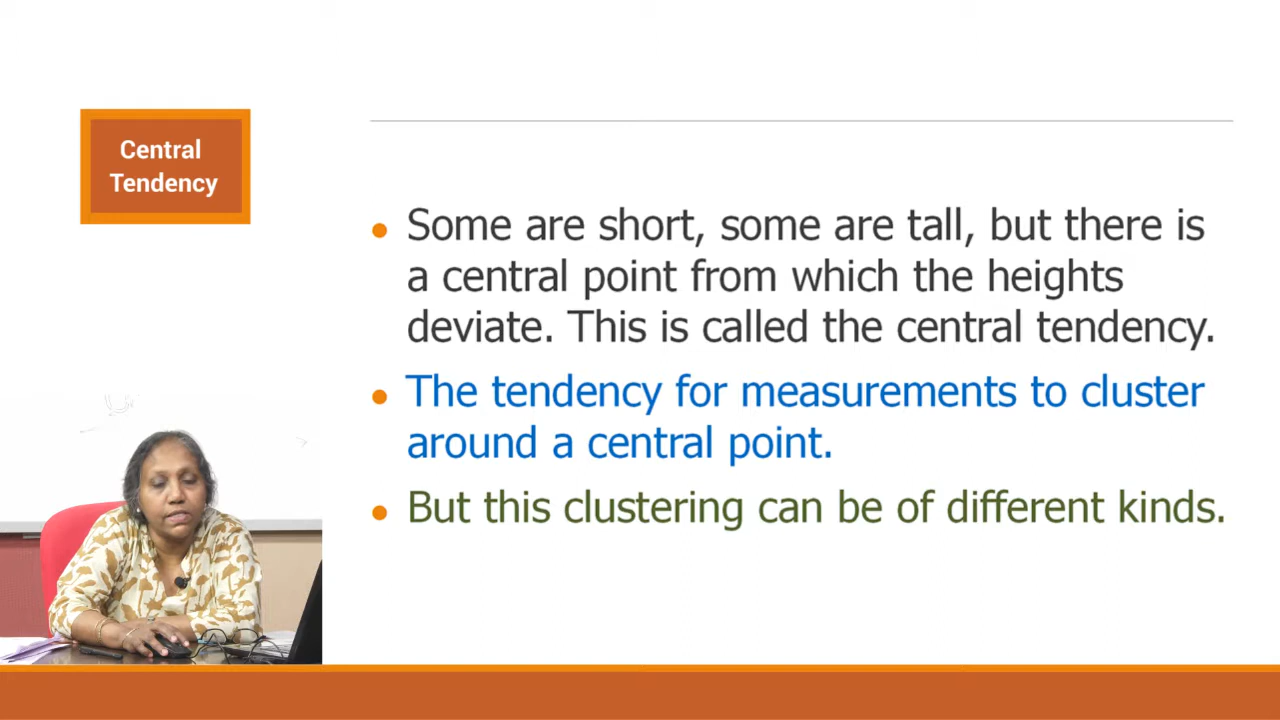 Central
Tendency
Some are short, some are tall, but there is
a central point from which the heights
deviate. This is called the central tendency.
The tendency for measurements to cluster
around a central point.
But this clustering can be of different kinds.